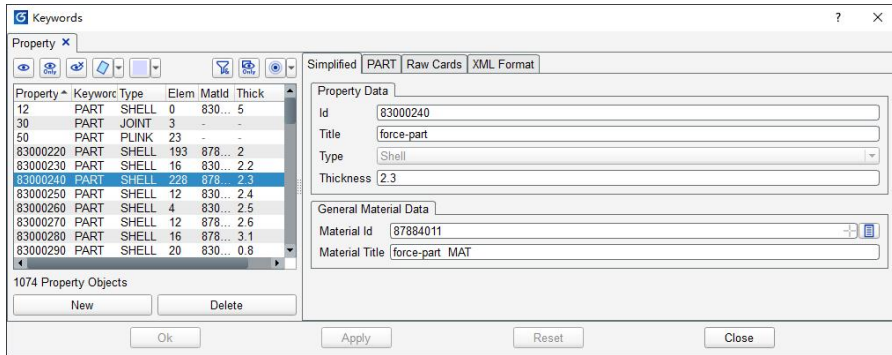 Keywords
Property
Simplified PART Raw Cards XML Format
Property Keyword Type Elem MatId Thick
12 PART SHELL 0 830... 5
30 PART JOINT 3 - -
50 PART PLINK 23 - -
83000220 PART SHELL 193 878... 2
83000230 PART SHELL 16 830... 2.2
83000240 PART SHELL 228 878... 2.3
83000250 PART SHELL 12 830... 2.4
83000260 PART SHELL 4 830... 2.5
83000270 PART SHELL 12 878... 2.6
83000280 PART SHELL 16 878... 3.1
83000290 PART SHELL 20 830... 0.8
1074 Property Objects
New Delete
Property Data
Id 83000240
Title force-part
Type Shell
Thickness 2.3
General Material Data
Material Id 87884011
Material Title force-part MAT
Ok Apply Reset Close